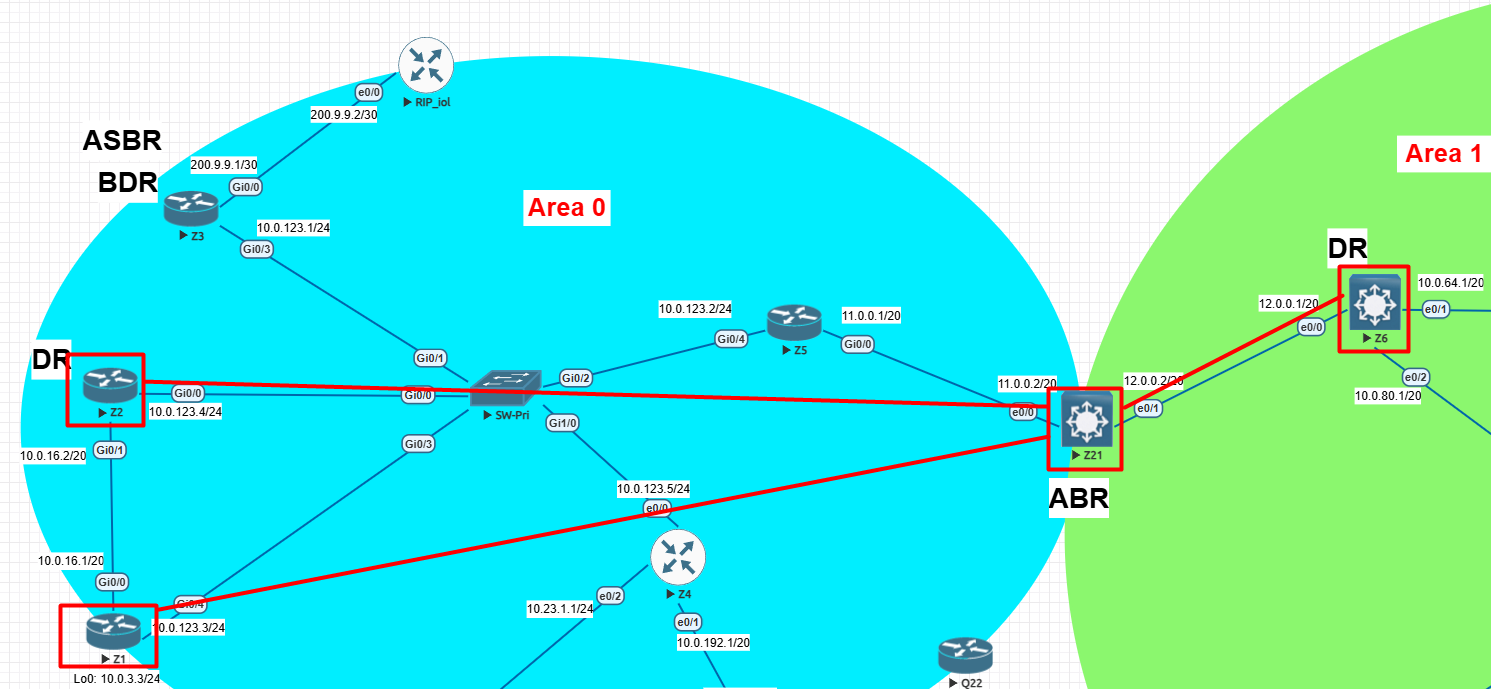 e0/0
RIP_iol
200.9.9.2/30
ASBR
200.9.9.1/30
BDR
Gi0/0
Z3
10.0.123.1/24
Gi0/3
Area 0
Area 1
DR
10.0.64.1/20
12.0.0.1/20
e0/1
e0/0
Z6
e0/2
10.0.80.1/20
10.0.123.2/24
11.0.0.1/20
Gi0/4
Z5
Gi0/0
Gi0/1
DR
Gi0/2
11.0.0.2/20
12.0.0.2/20
Gi0/0
Gi0/0
e0/0
e0/1
Z2
10.0.123.4/24
SW-Pri
Gi1/0
Gi0/3
Z21
10.0.16.2/20
Gi0/1
ABR
10.0.123.5/24
e0/0
10.0.16.1/20
Gi0/0
Gi0/4
10.0.123.3/24
Z1
Lo0: 10.0.3.3/24
Z4
e0/2
10.23.1.1/24
e0/1
10.0.192.1/20
Q22